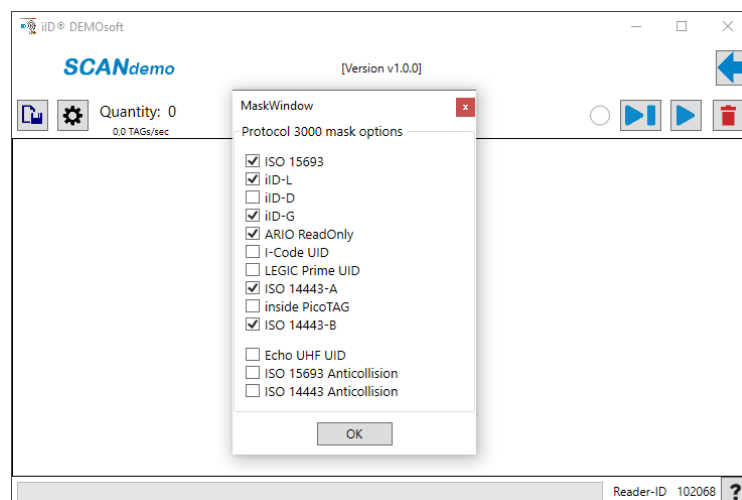 iID® DEMOsoft
SCANdemo
[Version v1.0.0]
Quantity: 0
0,0 TAGs/sec
MaskWindow
Protocol 3000 mask options
ISO 15693
iID-L
iID-D
iID-G
ARIO ReadOnly
I-Code UID
LEGIC Prime UID
ISO 14443-A
inside PicoTAG
ISO 14443-B
Echo UHF UID
ISO 15693 Anticollision
ISO 14443 Anticollision
OK
Reader-ID 102068 ?